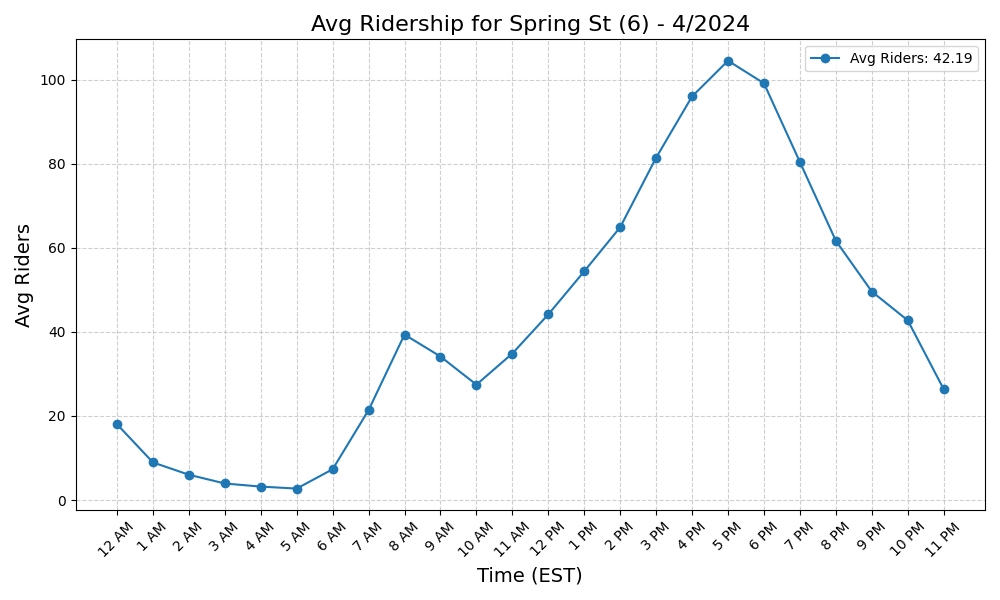 Avg Ridership for Spring St (6) - 4/2024
Avg Riders: 42.19
Avg Riders
100
80
60
40
20
0
12 AM
1 AM
2 AM
3 AM
4 AM
5 AM
6 AM
7 AM
8 AM
9 AM
10 AM
11 AM
12 PM
1 PM
2 PM
3 PM
4 PM
5 PM
6 PM
7 PM
8 PM
9 PM
10 PM
11 PM
Time (EST)